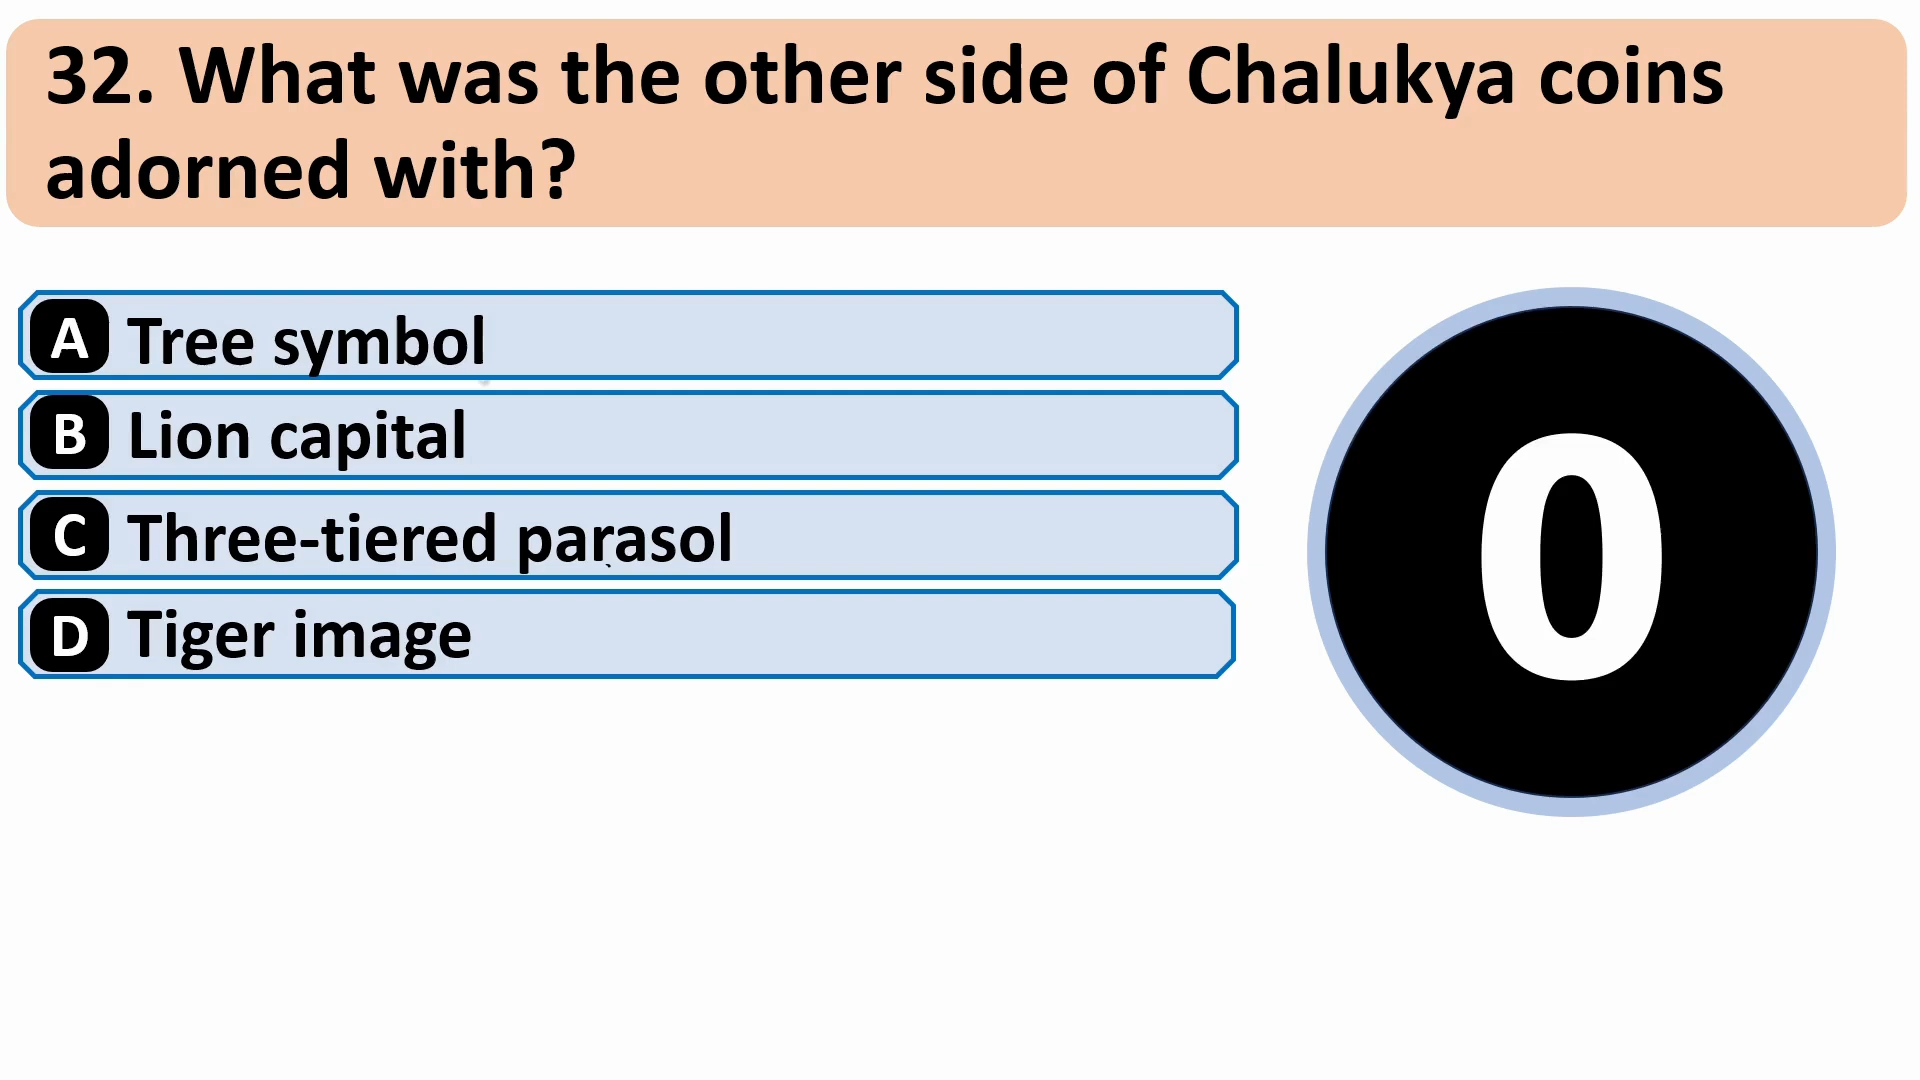 32. What was the other side of Chalukya coins
adorned with?
A Tree symbol
B Lion capital
C Three-tiered parasol
D Tiger image
0